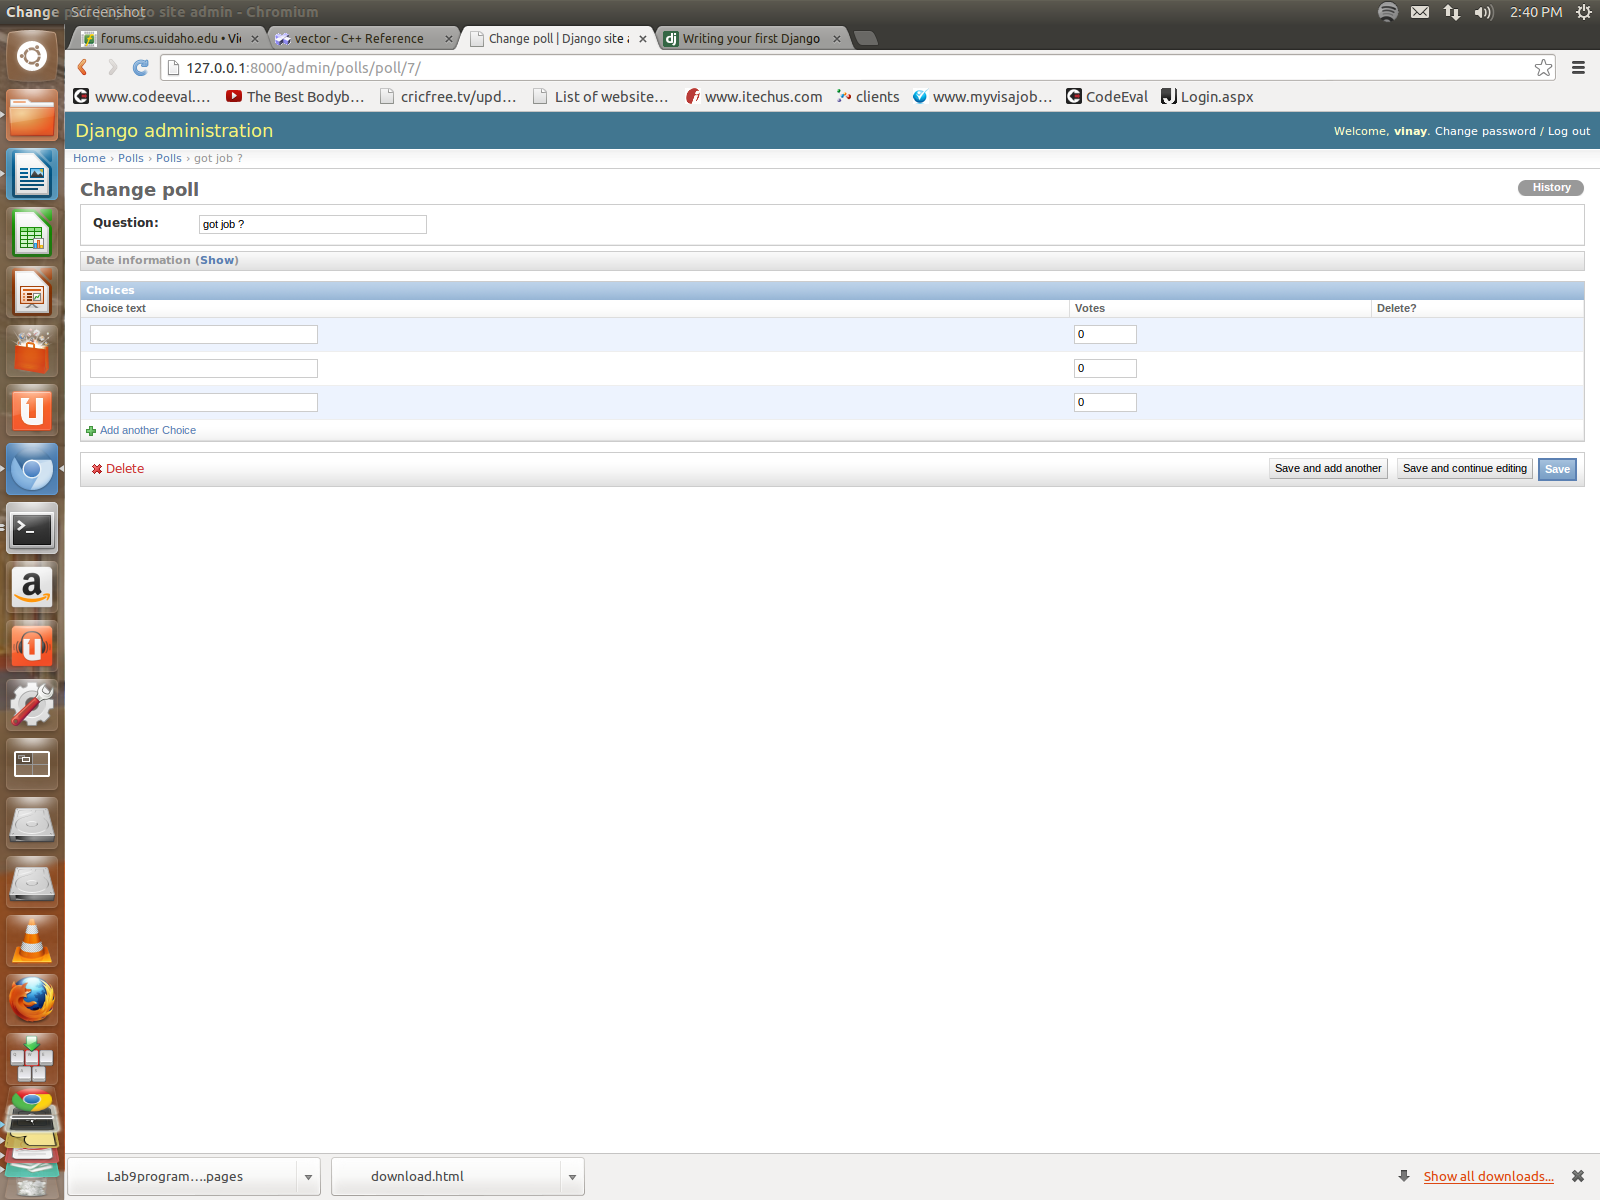 Change poll | Django site admin - Chromium
Screenshot
2:40 PM
forums.cs.uidaho.edu • Vi
vector - C++ Reference
Change poll | Django site a
Writing your first Django
127.0.0.1:8000/admin/polls/poll/7/
www.codeeval....
The Best Bodyb...
cricfree.tv/upd...
List of website...
www.itechus.com
clients
www.myvisajob...
CodeEval
Login.aspx
Django administration
Welcome, vinay. Change password / Log out
Home › Polls › Polls › got job ?
Change poll
History
Question:
got job ?
Date information (Show)
Choices
Choice text
Votes
Delete?
0
0
0
Add another Choice
Delete
Save and add another
Save and continue editing
Save
Lab9program....pages
download.html
Show all downloads...